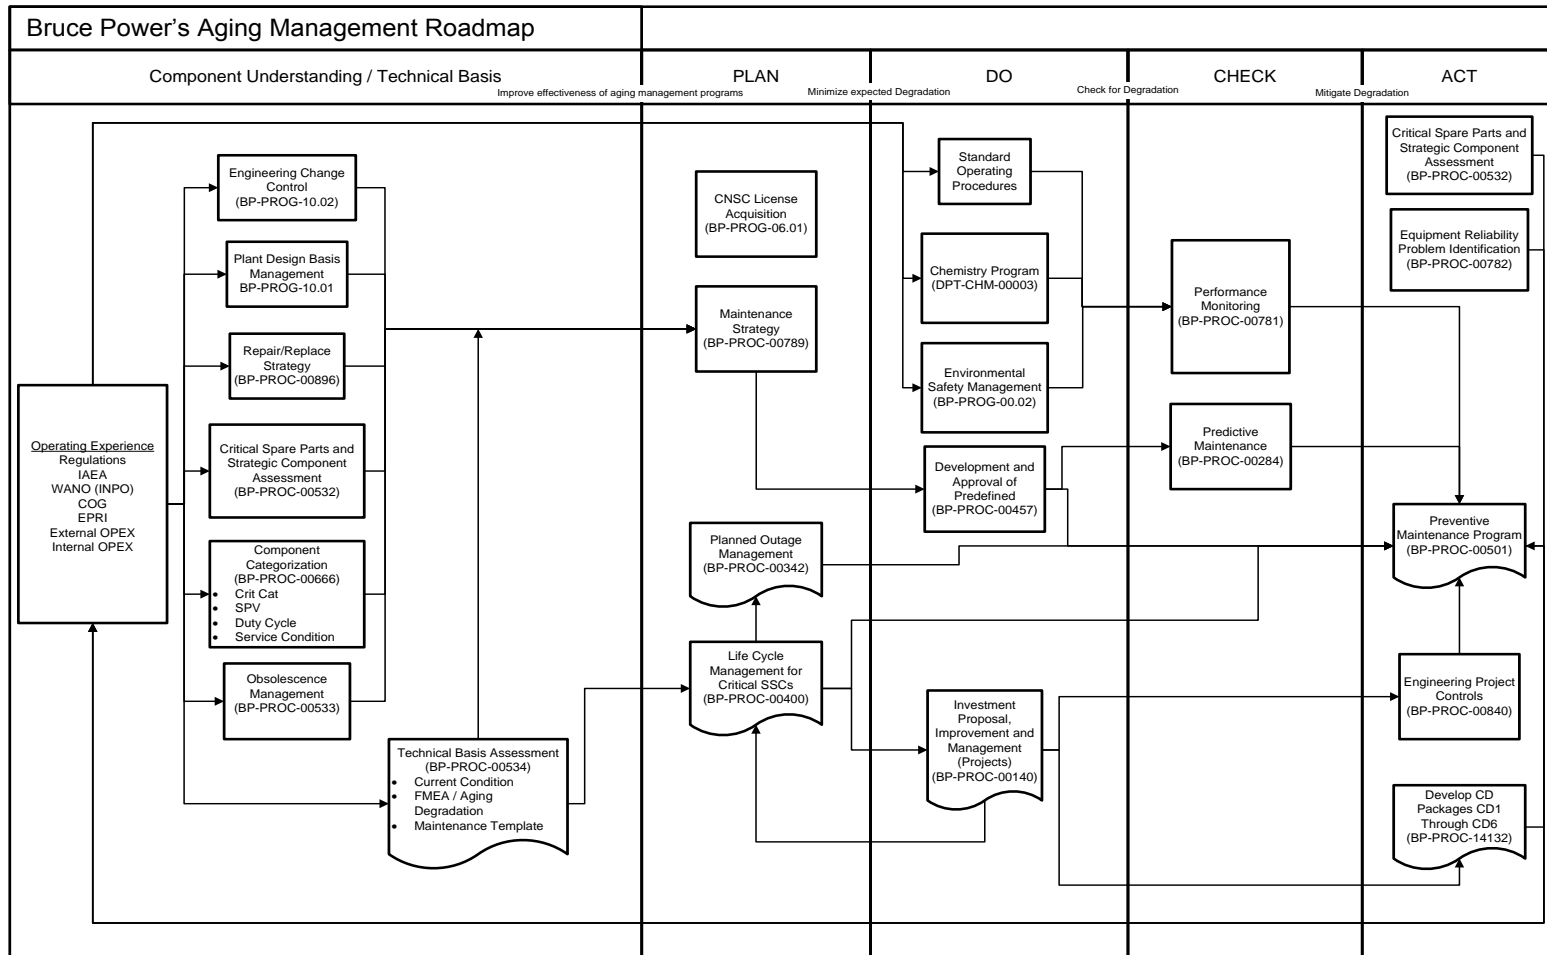 Bruce Power's Aging Management Roadmap
Component Understanding / Technical Basis
PLAN
DO
CHECK
ACT
Improve effectiveness of aging management programs
Minimize expected Degradation
Check for Degradation
Mitigate Degradation
Operating Experience
Regulations
IAEA
WANO (INPO)
COG
EPRI
External OPEX
Internal OPEX
Engineering Change
Control
(BP-PROG-10.02)
Plant Design Basis
Management
BP-PROG-10.01
Repair/Replace
Strategy
(BP-PROC-00896)
Critical Spare Parts and
Strategic Component
Assessment
(BP-PROC-00532)
Component
Categorization
(BP-PROC-00666)
• Crit Cat
• SPV
• Duty Cycle
• Service Condition
Obsolescence
Management
(BP-PROC-00533)
Technical Basis Assessment
(BP-PROC-00534)
• Current Condition
• FMEA / Aging
Degradation
• Maintenance Template
CNSC License
Acquisition
(BP-PROG-06.01)
Maintenance
Strategy
(BP-PROC-00789)
Planned Outage
Management
(BP-PROC-00342)
Life Cycle
Management for
Critical SSCs
(BP-PROC-00400)
Standard
Operating
Procedures
Chemistry Program
(DPT-CHM-00003)
Environmental
Safety Management
(BP-PROG-00.02)
Development and
Approval of
Predefined
(BP-PROC-00457)
Investment
Proposal,
Improvement and
Management
(Projects)
(BP-PROC-00140)
Performance
Monitoring
(BP-PROC-00781)
Predictive
Maintenance
(BP-PROC-00284)
Critical Spare Parts and
Strategic Component
Assessment
(BP-PROC-00532)
Equipment Reliability
Problem Identification
(BP-PROC-00782)
Preventive
Maintenance Program
(BP-PROC-00501)
Engineering Project
Controls
(BP-PROC-00840)
Develop CD
Packages CD1
Through CD6
(BP-PROC-14132)